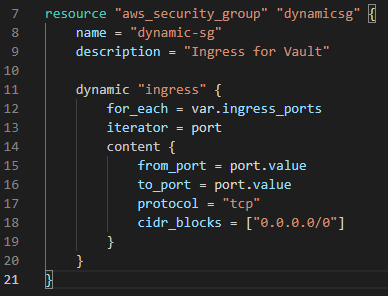 7 resource "aws_security_group" "dynamicsg" {
8     name = "dynamic-sg"
9     description = "Ingress for Vault"
10
11     dynamic "ingress" {
12         for_each = var.ingress_ports
13         iterator = port
14         content {
15             from_port = port.value
16             to_port = port.value
17             protocol = "tcp"
18             cidr_blocks = ["0.0.0.0/0"]
19         }
20     }
21 }